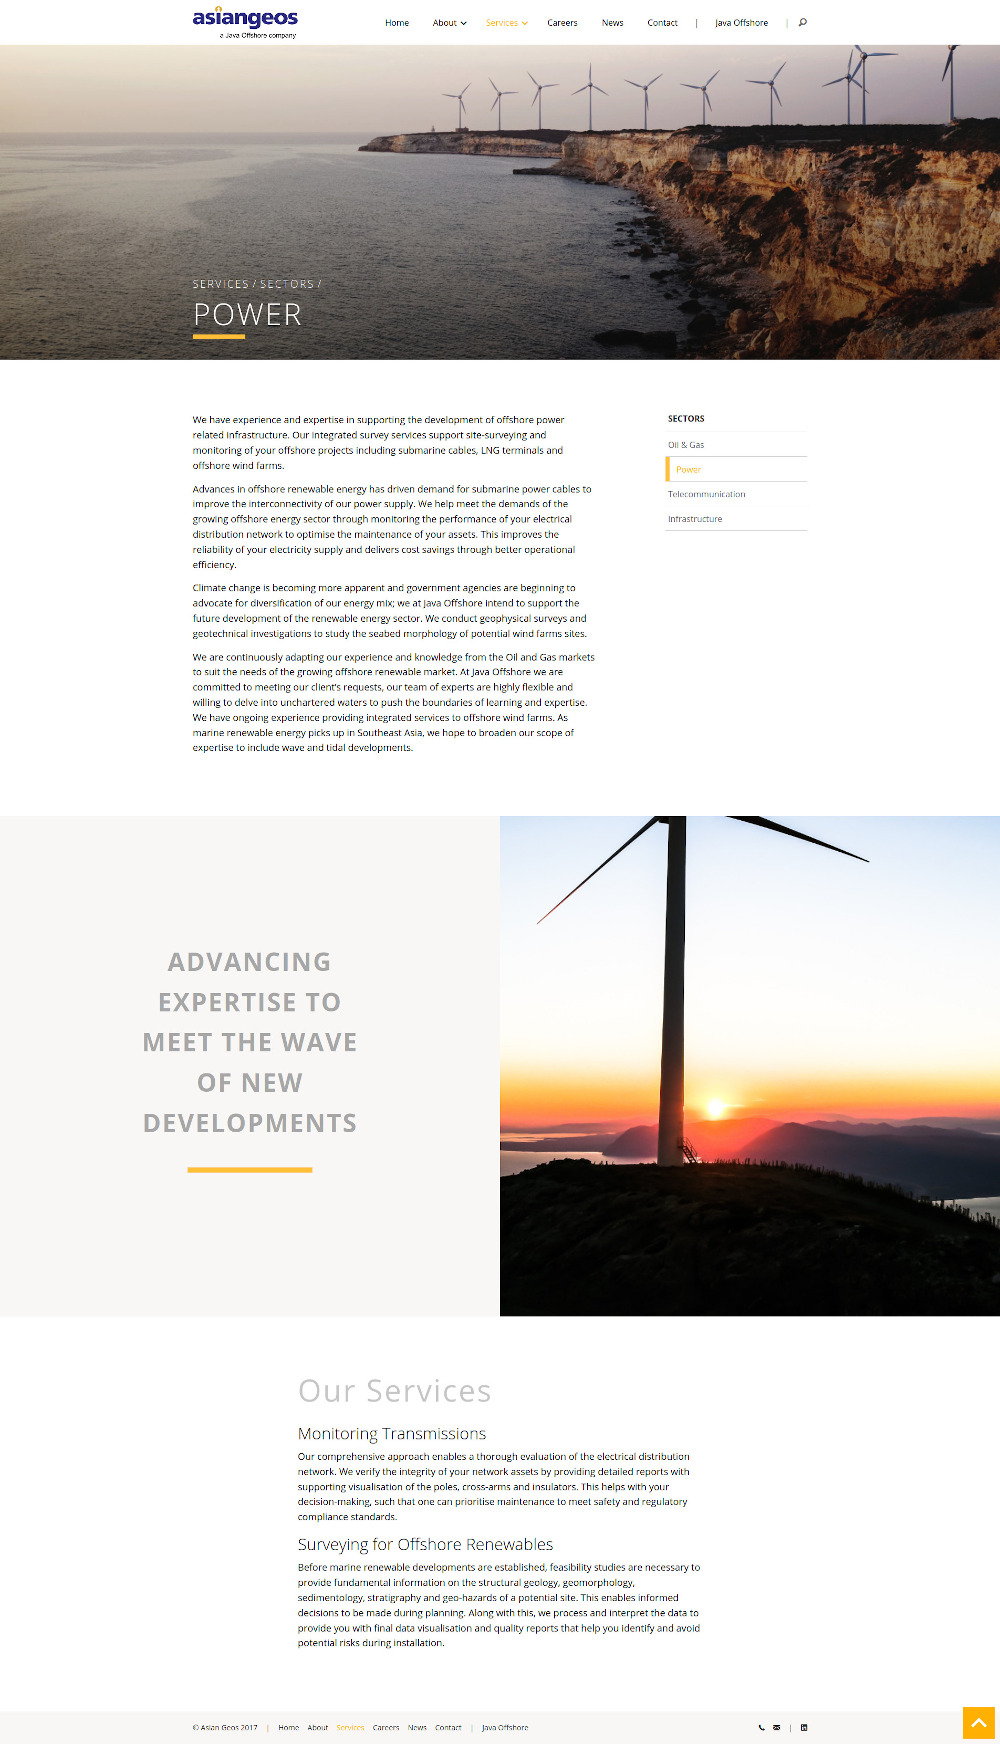 asiangeos
a Java Offshore company
Home About Services Careers News Contact | Java Offshore |
SERVICES / SECTORS /
POWER
We have experience and expertise in supporting the development of offshore power
related infrastructure. Our integrated survey services support site-surveying and
monitoring of your offshore projects including submarine cables, LNG terminals and
offshore wind farms.
Advances in offshore renewable energy has driven demand for submarine power cables to
improve the interconnectivity of our power supply. We help meet the demands of the
growing offshore energy sector through monitoring the performance of your electrical
distribution network to optimise the maintenance of your assets. This improves the
reliability of your electricity supply and delivers cost savings through better operational
efficiency.
Climate change is becoming more apparent and government agencies are beginning to
advocate for diversification of our energy mix; we at Java Offshore intend to support the
future development of the renewable energy sector. We conduct geophysical surveys and
geotechnical investigations to study the seabed morphology of potential wind farms sites.
We are continuously adapting our experience and knowledge from the Oil and Gas markets
to suit the needs of the growing offshore renewable market. At Java Offshore we are
committed to meeting our client's requests, our team of experts are highly flexible and
willing to delve into unchartered waters to push the boundaries of learning and expertise.
We have ongoing experience providing integrated services to offshore wind farms. As
marine renewable energy picks up in Southeast Asia, we hope to broaden our scope of
expertise to include wave and tidal developments.
SECTORS
Oil & Gas
Power
Telecommunication
Infrastructure
ADVANCING
EXPERTISE TO
MEET THE WAVE
OF NEW
DEVELOPMENTS
Our Services
Monitoring Transmissions
Our comprehensive approach enables a thorough evaluation of the electrical distribution
network. We verify the integrity of your network assets by providing detailed reports with
supporting visualisation of the poles, cross-arms and insulators. This helps with your
decision-making, such that one can prioritise maintenance to meet safety and regulatory
compliance standards.
Surveying for Offshore Renewables
Before marine renewable developments are established, feasibility studies are necessary to
provide fundamental information on the structural geology, geomorphology,
sedimentology, stratigraphy and geo-hazards of a potential site. This enables informed
decisions to be made during planning. Along with this, we process and interpret the data to
provide you with final data visualisation and quality reports that help you identify and avoid
potential risks during installation.
© Asian Geos 2017 | Home About Services Careers News Contact | Java Offshore |